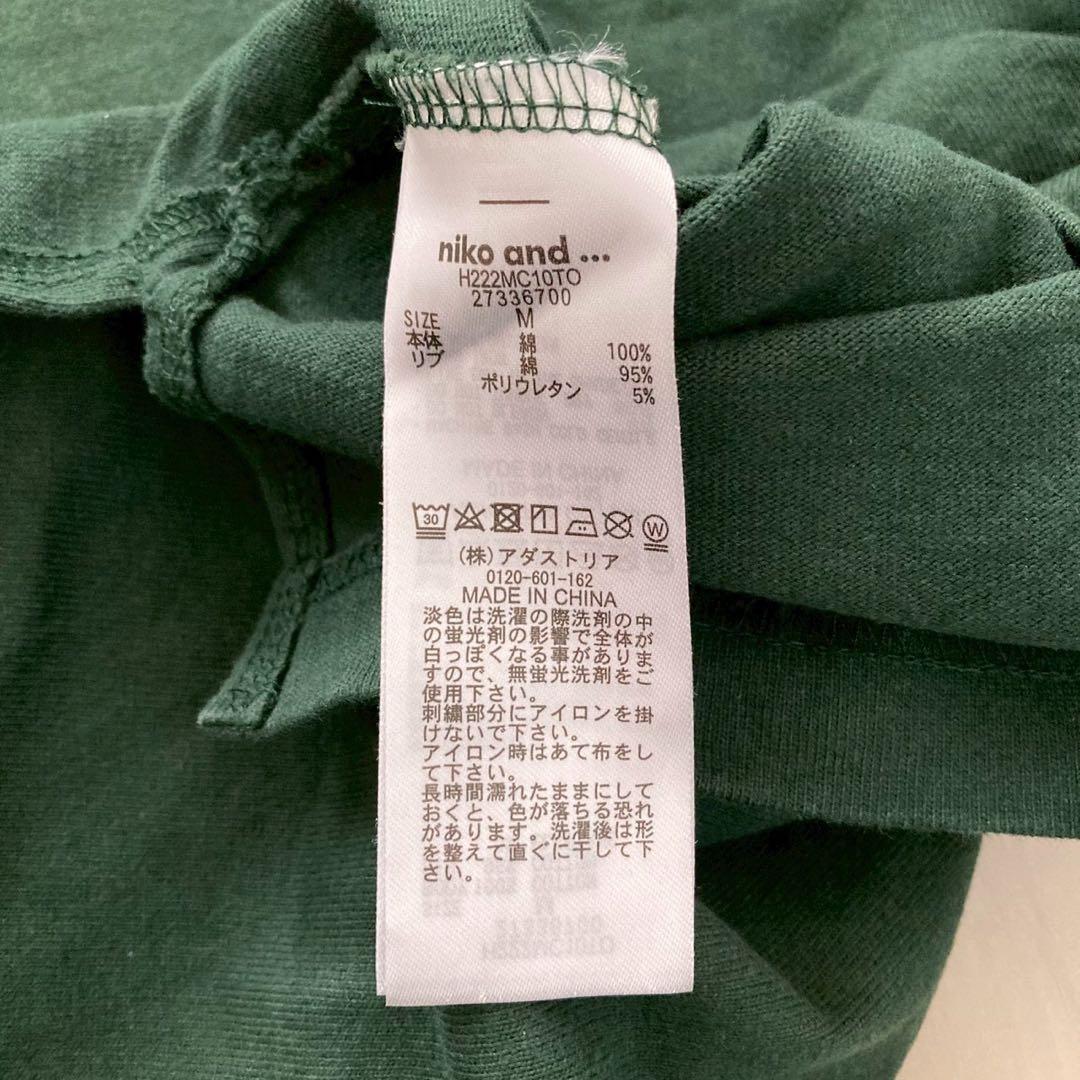 niko and ...
H222MC10TO
27336700
SIZE M
本体 綿 100%
リブ 綿 95%
ポリウレタン 5%
30 W
(株)アダストリア
0120-601-162
MADE IN CHINA
淡色は洗濯の際洗剤の中
の蛍光剤の影響で全体が
白っぽくなる事がありま
すので、無蛍光洗剤をご
使用下さい。
刺繍部分にアイロンを掛
けないで下さい。
アイロン時はあて布をし
て下さい。
長時間濡れたままにして
おくと、色が落ちる恐れ
があります。洗濯後は形
を整えて直ぐに干して下
さい。